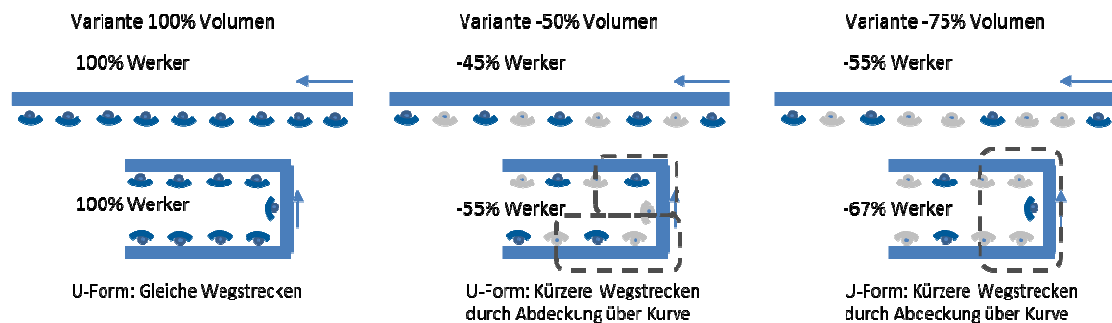 Variante 100% Volumen
100% Werker
100% Werker
U-Form: Gleiche Wegstrecken
Variante -50% Volumen
-45% Werker
-55% Werker
U-Form: Kürzere Wegstrecken
durch Abdeckung über Kurve
Variante -75% Volumen
-55% Werker
-67% Werker
U-Form: Kürzere Wegstrecken
durch Abdeckung über Kurve